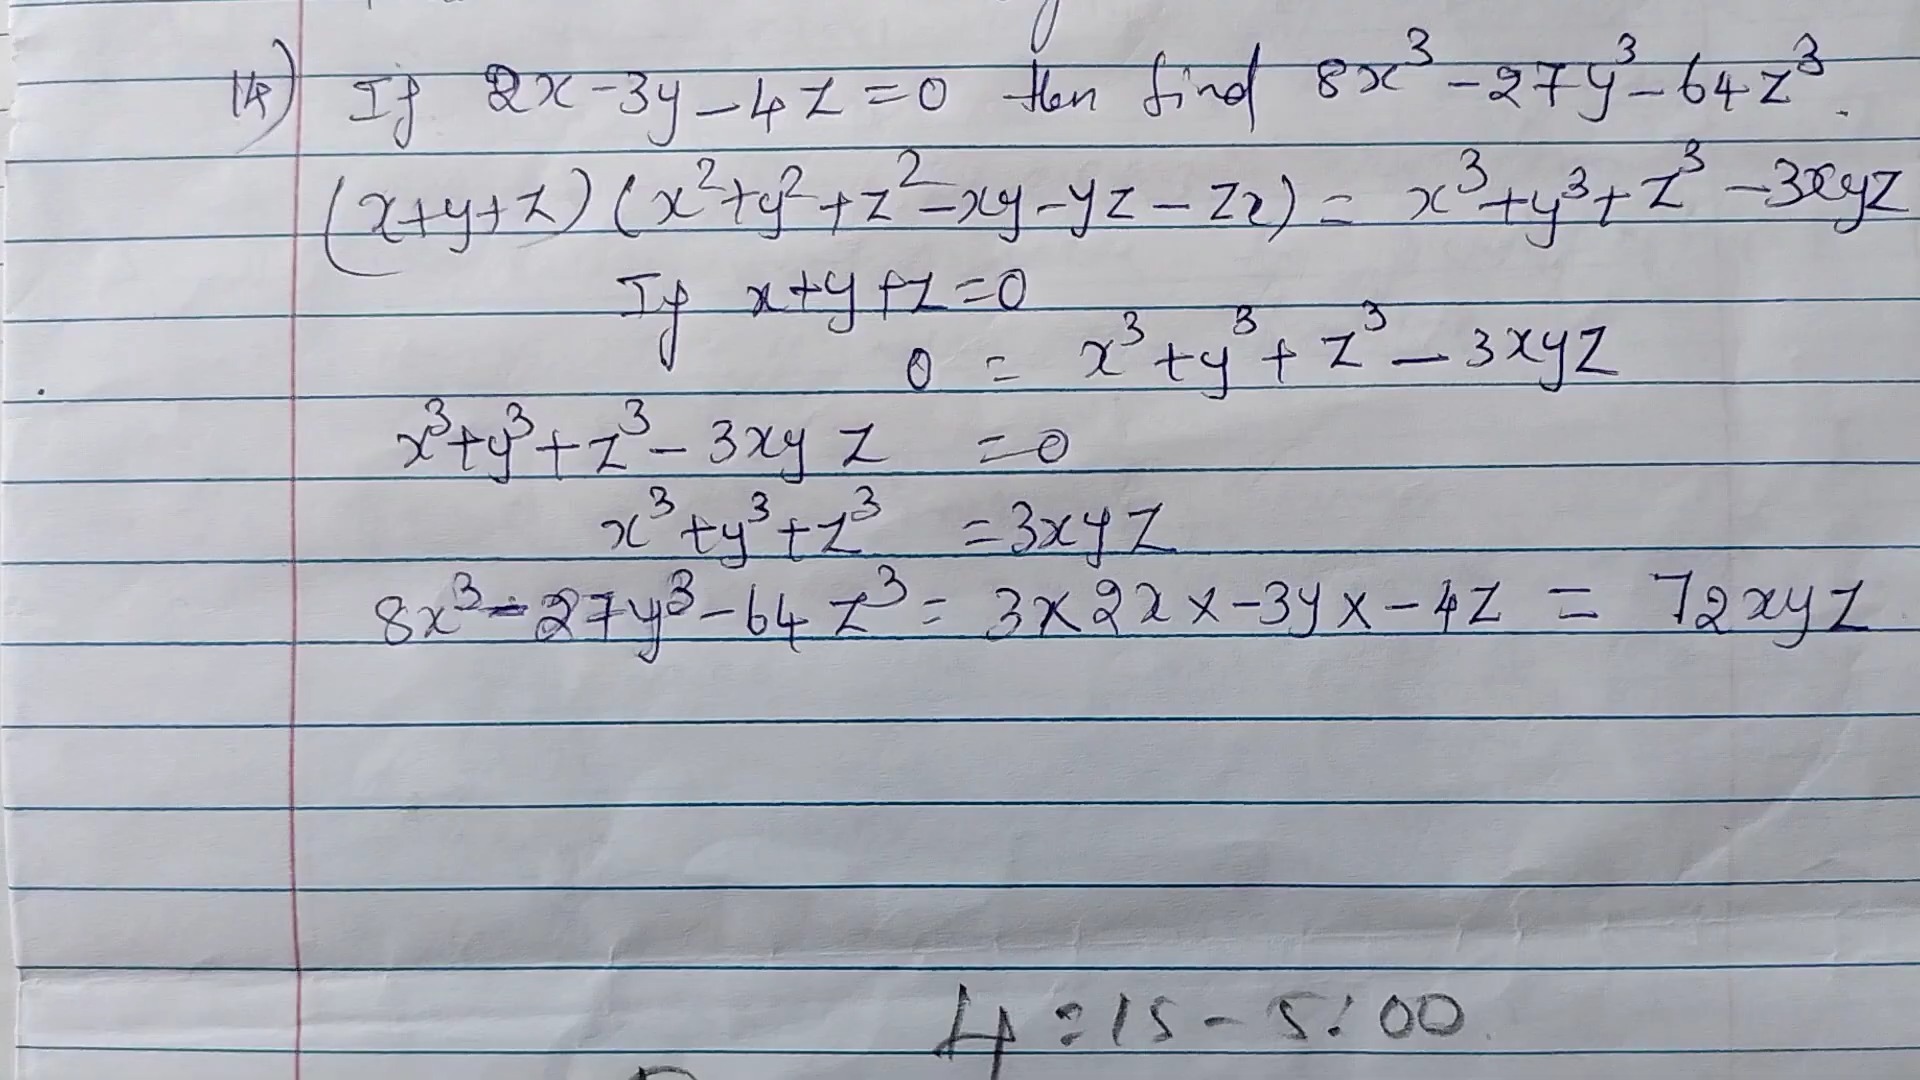 14) If 2x-3y-4z=0 then find 8x³-27y³-64z³.
(x+y+z)(x²+y²+z²-xy-yz-zx)= x³+y³+z³-3xyz
If x+y+z=0
0 = x³+y³+z³-3xyz
x³+y³+z³-3xyz =0
x³+y³+z³ =3xyz
8x³-27y³-64z³= 3×2x×-3y×-4z = 72xyz
4:15-5:00